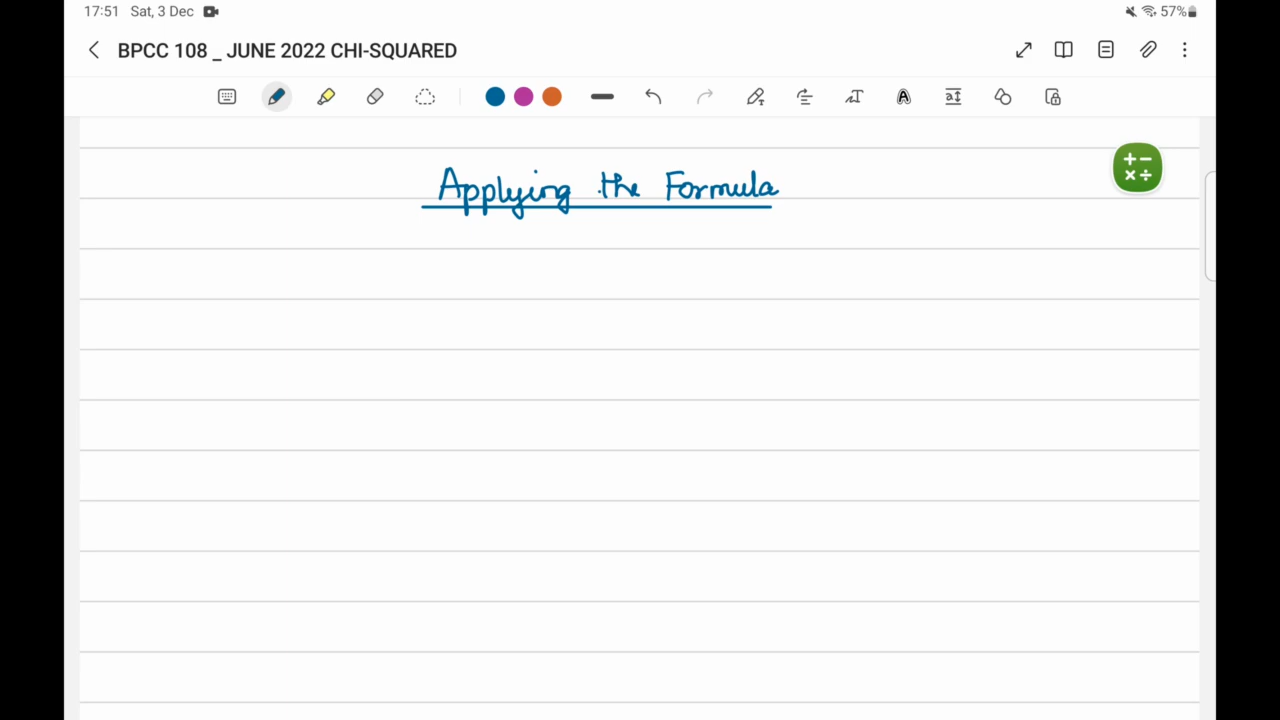 17:51 Sat, 3 Dec 57%
BPCC 108 _ JUNE 2022 CHI-SQUARED
Applying the Formula